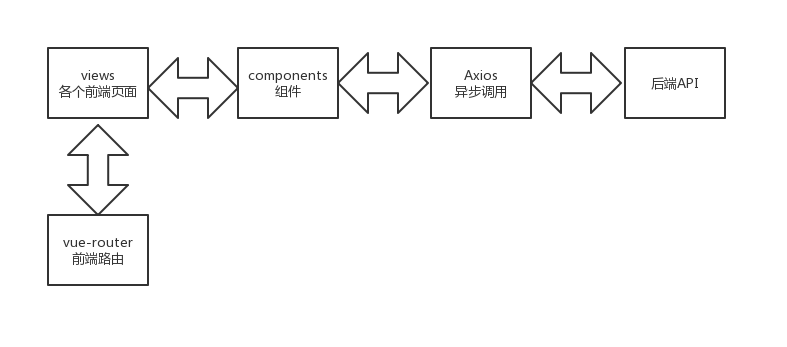 views
各个前端页面
components
组件
Axios
异步调用
后端API
vue-router
前端路由